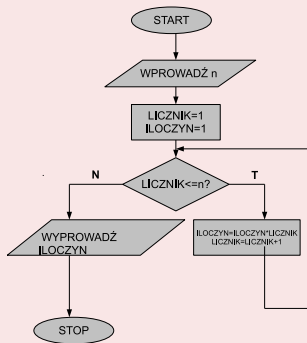 START
WPROWADŹ n
LICZNIK=1
ILOCZYN=1
N
LICZNIK<=n?
T
WYPROWADŹ
ILOCZYN
ILOCZYN=ILOCZYN*LICZNIK
LICZNIK=LICZNIK+1
STOP